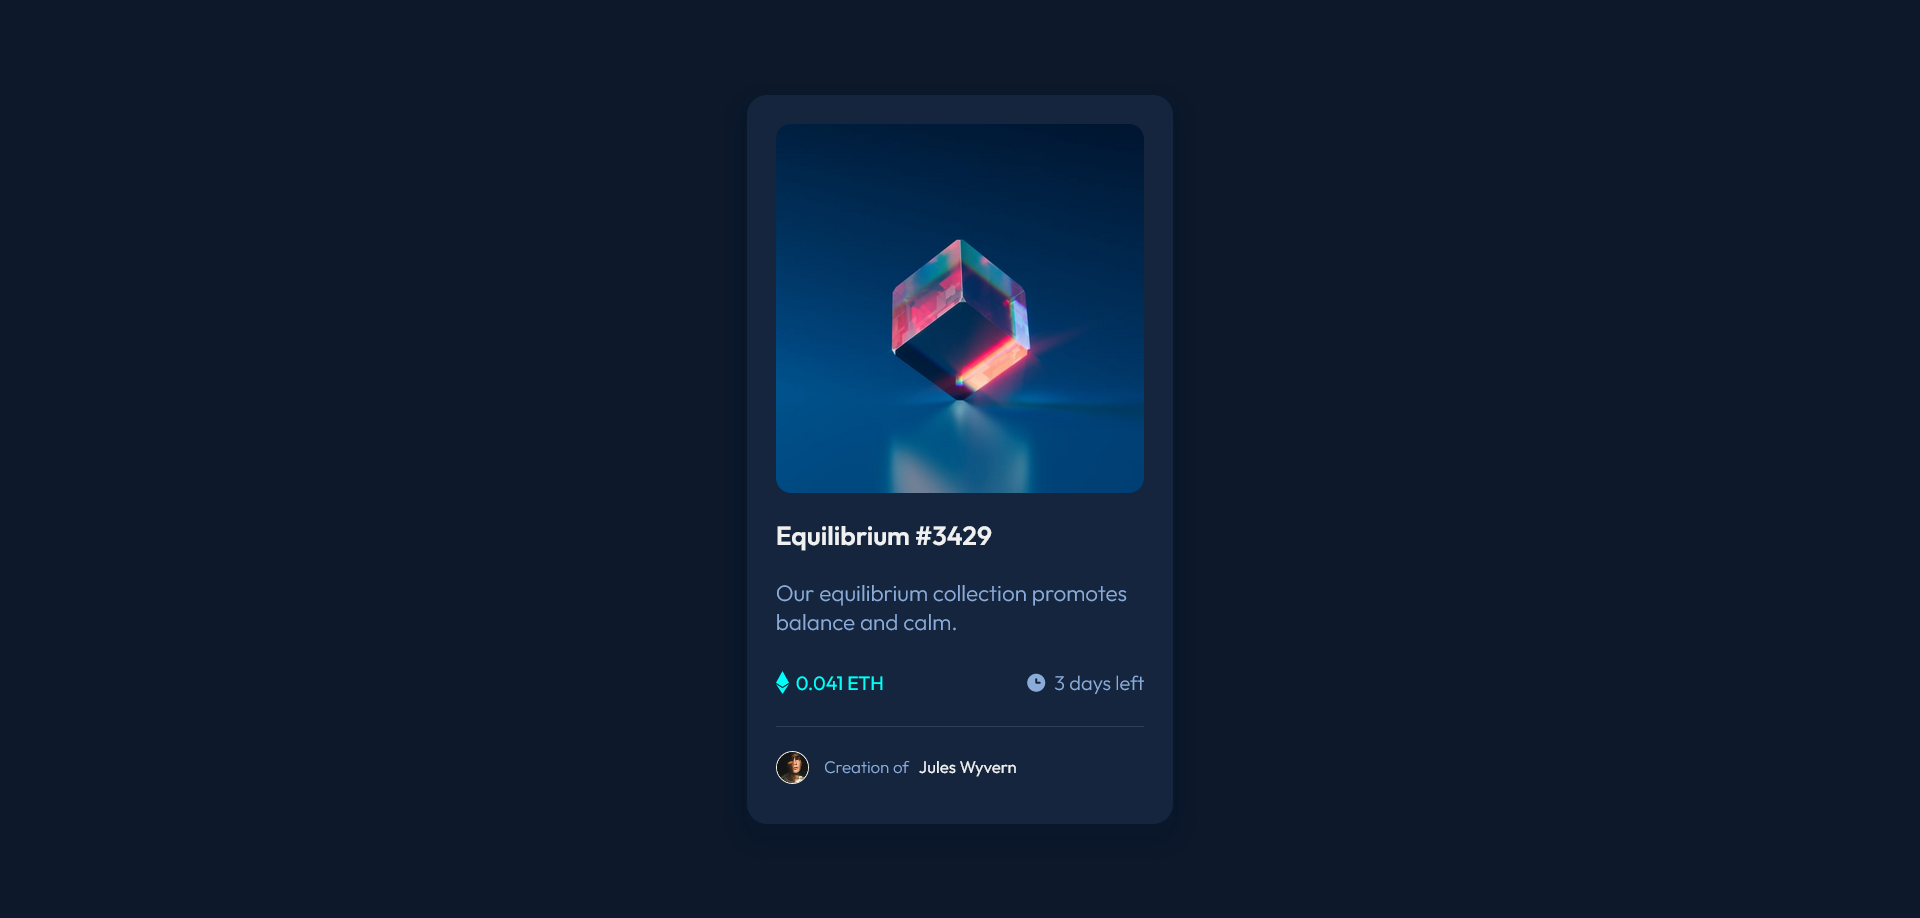 Equilibrium #3429
Our equilibrium collection promotes
balance and calm.
0.041 ETH
3 days left
Creation of Jules Wyvern